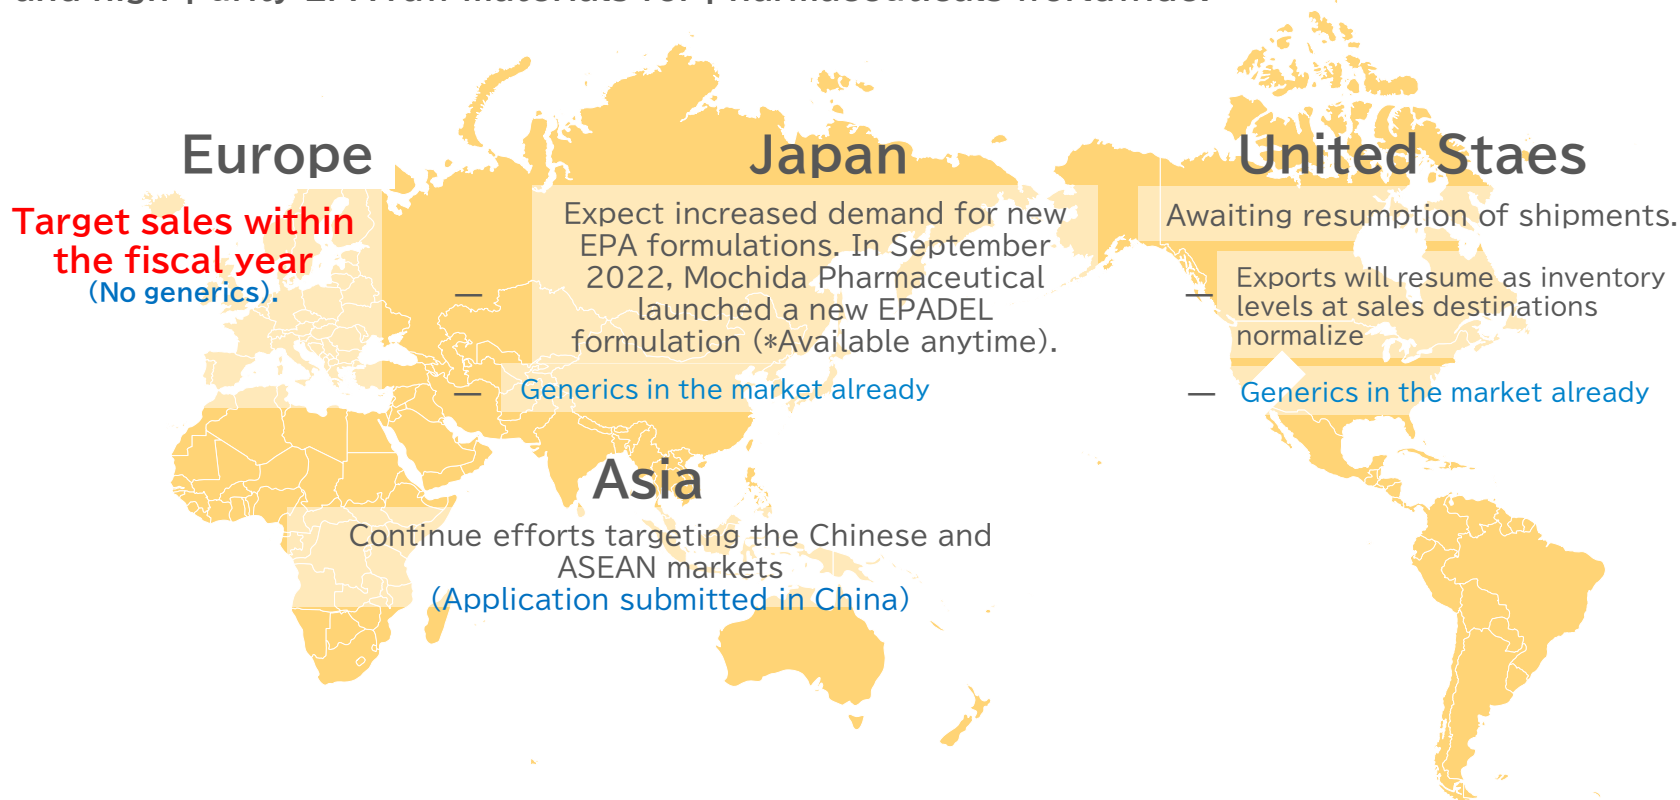 Europe
Target sales within
the fiscal year
(No generics).
Japan
Expect increased demand for new
EPA formulations. In September
2022, Mochida Pharmaceutical
launched a new EPADEL
formulation (*Available anytime).
— Generics in the market already
United Staes
Awaiting resumption of shipments.
— Exports will resume as inventory
levels at sales destinations
normalize
— Generics in the market already
Asia
Continue efforts targeting the Chinese and
ASEAN markets
(Application submitted in China)